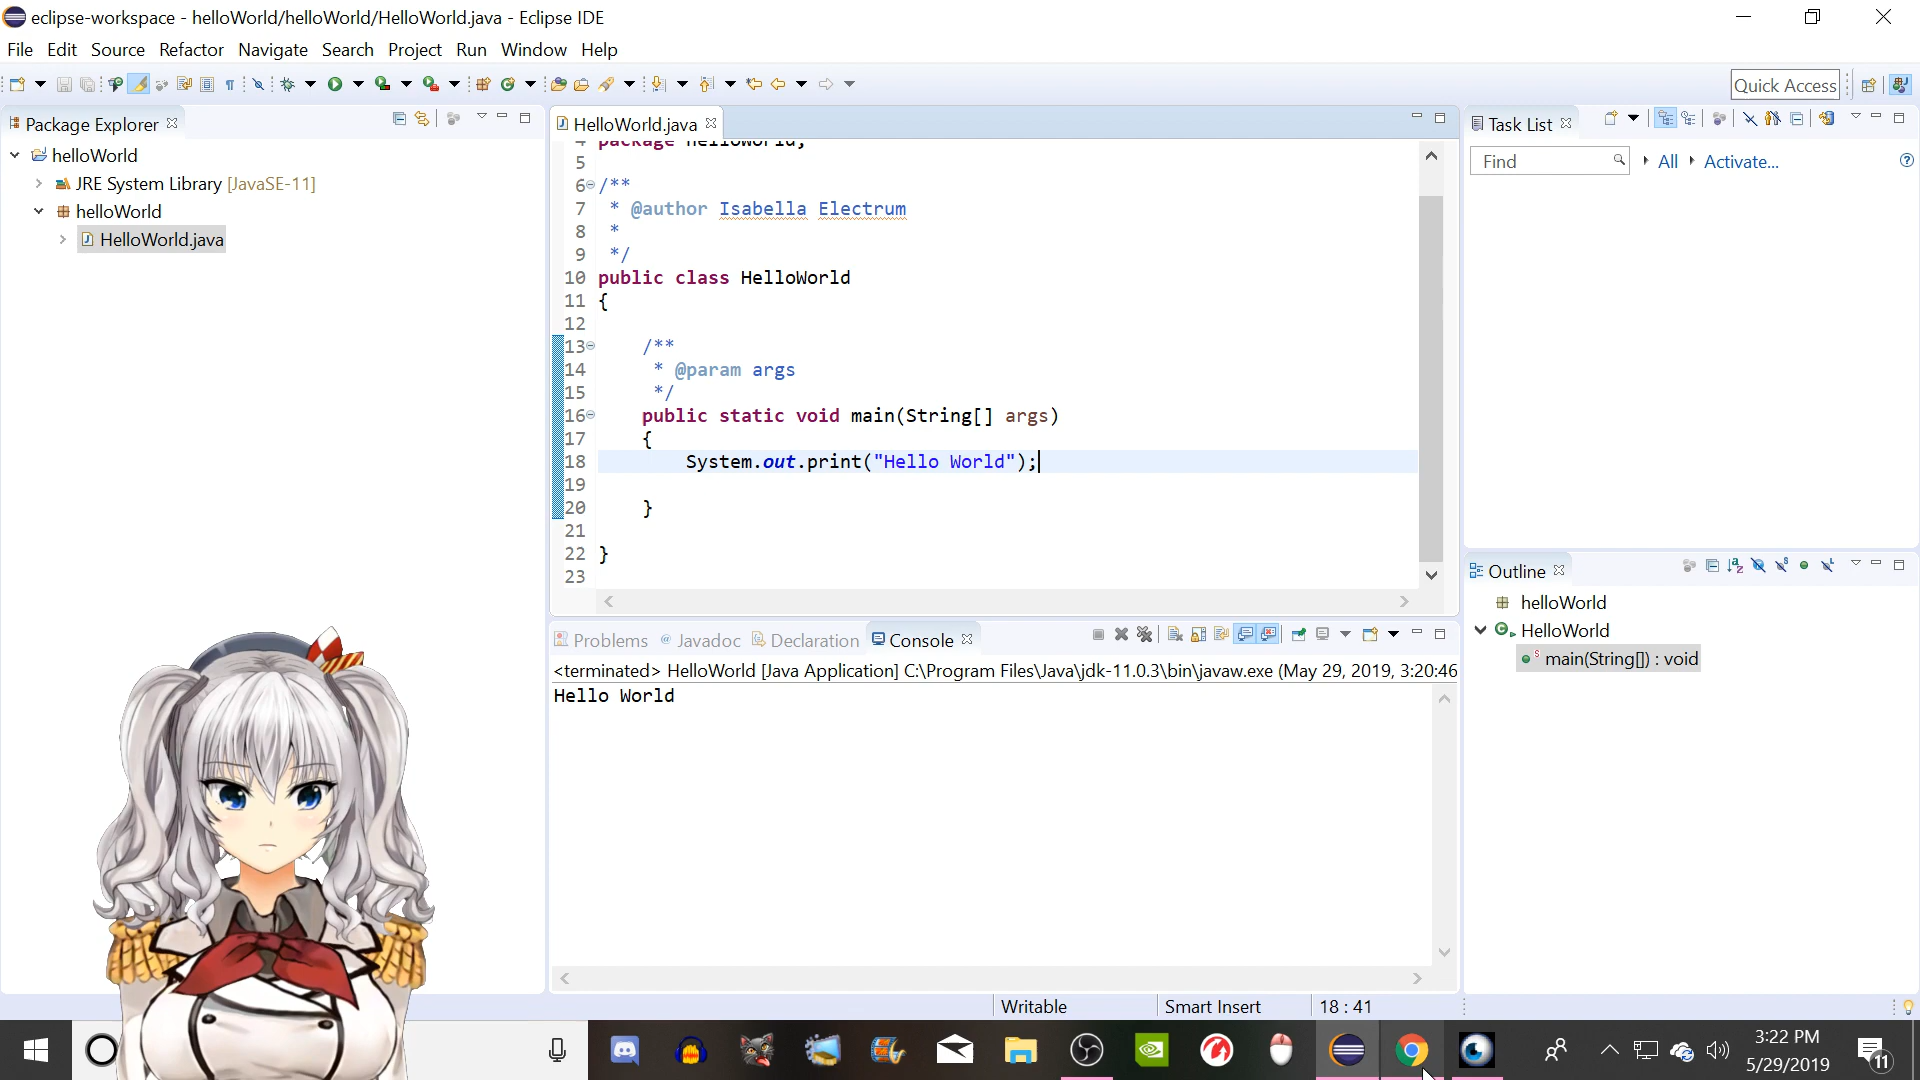 eclipse-workspace - helloWorld/helloWorld/HelloWorld.java - Eclipse IDE
File Edit Source Refactor Navigate Search Project Run Window Help
Quick Access
Package Explorer
helloWorld
JRE System Library [JavaSE-11]
helloWorld
HelloWorld.java
HelloWorld.java
4 package helloWorld;
5
6 /**
7 * @author Isabella Electrum
8 *
9 */
10 public class HelloWorld
11 {
12
13 /**
14 * @param args
15 */
16 public static void main(String[] args)
17 {
18 System.out.print("Hello World");
19
20 }
21
22 }
23
Task List
Find
All
Activate...
Outline
helloWorld
HelloWorld
main(String[]) : void
Problems @ Javadoc Declaration Console
<terminated> HelloWorld [Java Application] C:\Program Files\Java\jdk-11.0.3\bin\javaw.exe (May 29, 2019, 3:20:46
Hello World
Writable Smart Insert 18 : 41
3:22 PM
5/29/2019
11